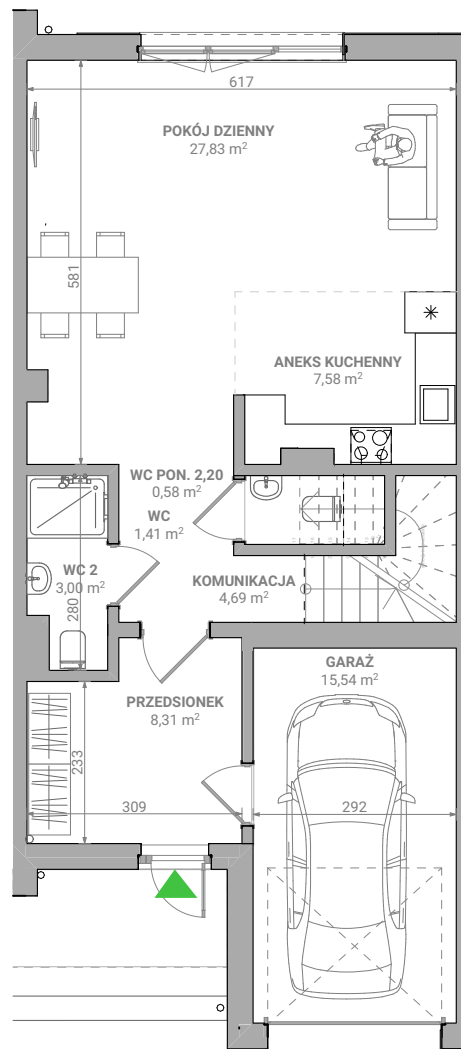 617
POKÓJ DZIENNY
27,83 m²
581
ANEKS KUCHENNY
7,58 m²
WC PON. 2,20
0,58 m²
WC
1,41 m²
WC 2
3,00 m²
280
KOMUNIKACJA
4,69 m²
GARAŻ
15,54 m²
PRZEDSIONEK
8,31 m²
233
309
292